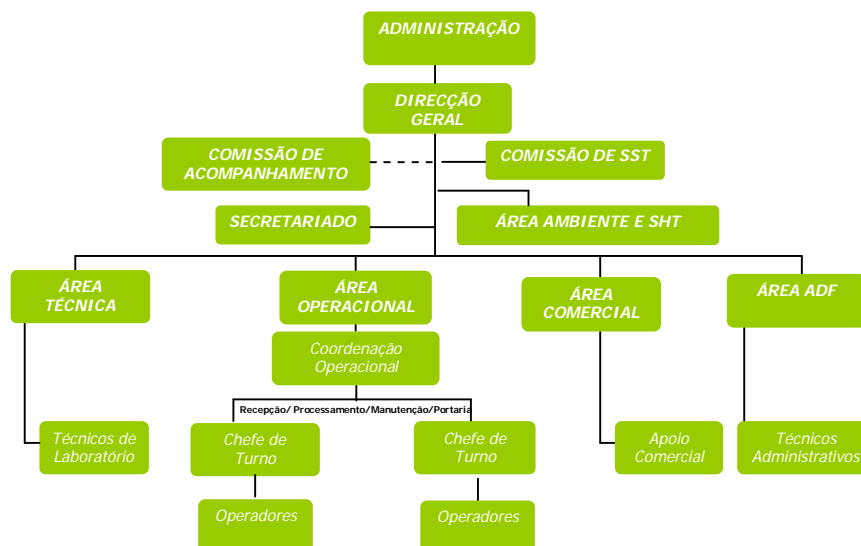 ADMINISTRAÇÃO
DIRECÇÃO
GERAL
COMISSÃO DE
ACOMPANHAMENTO
COMISSÃO DE SST
SECRETARIADO
ÁREA AMBIENTE E SHT
ÁREA
TÉCNICA
ÁREA
OPERACIONAL
ÁREA
COMERCIAL
ÁREA ADF
Coordenação
Operacional
Recepção/ Processamento/Manutenção/Portaria
Técnicos de
Laboratório
Chefe de
Turno
Chefe de
Turno
Apoio
Comercial
Técnicos
Administrativos
Operadores
Operadores